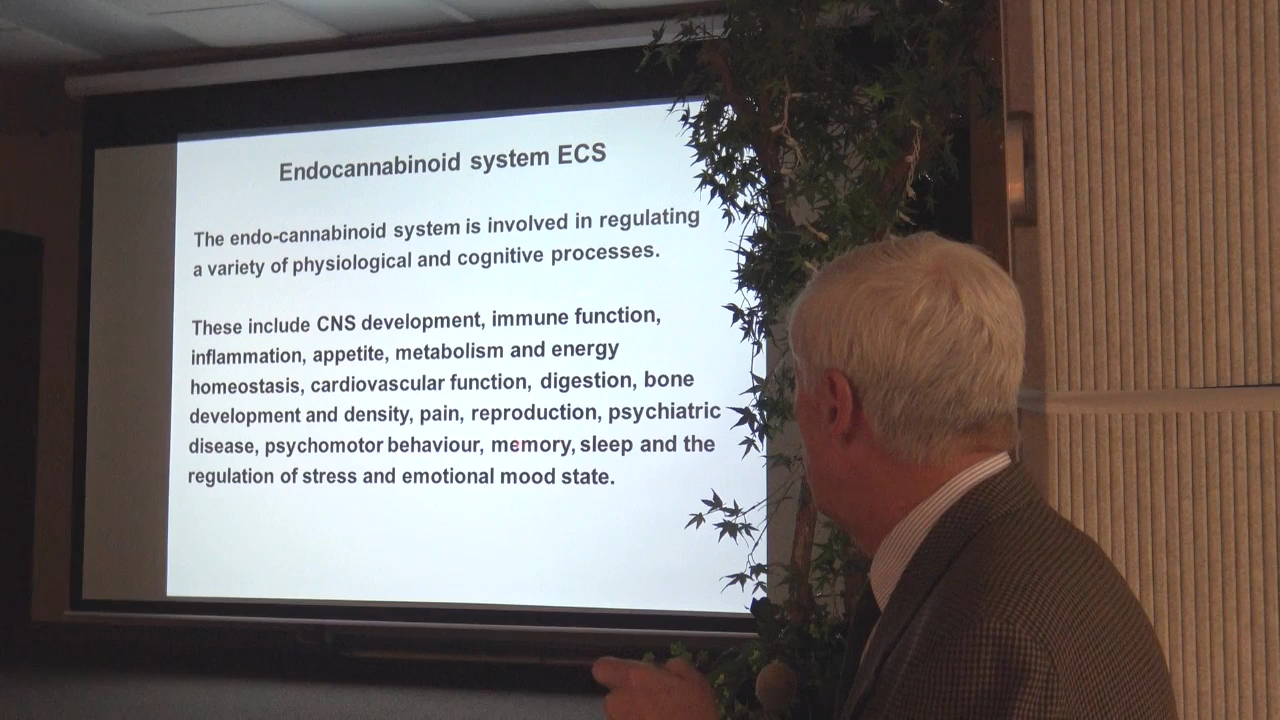 Endocannabinoid system ECS
The endo-cannabinoid system is involved in regulating
a variety of physiological and cognitive processes.
These include CNS development, immune function,
inflammation, appetite, metabolism and energy
homeostasis, cardiovascular function, digestion, bone
development and density, pain, reproduction, psychiatric
disease, psychomotor behaviour, memory, sleep and the
regulation of stress and emotional mood state.